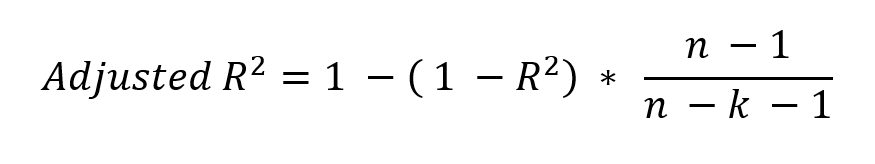 Adjusted R² = 1 − ( 1 − R²) * (n − 1) / (n − k − 1)